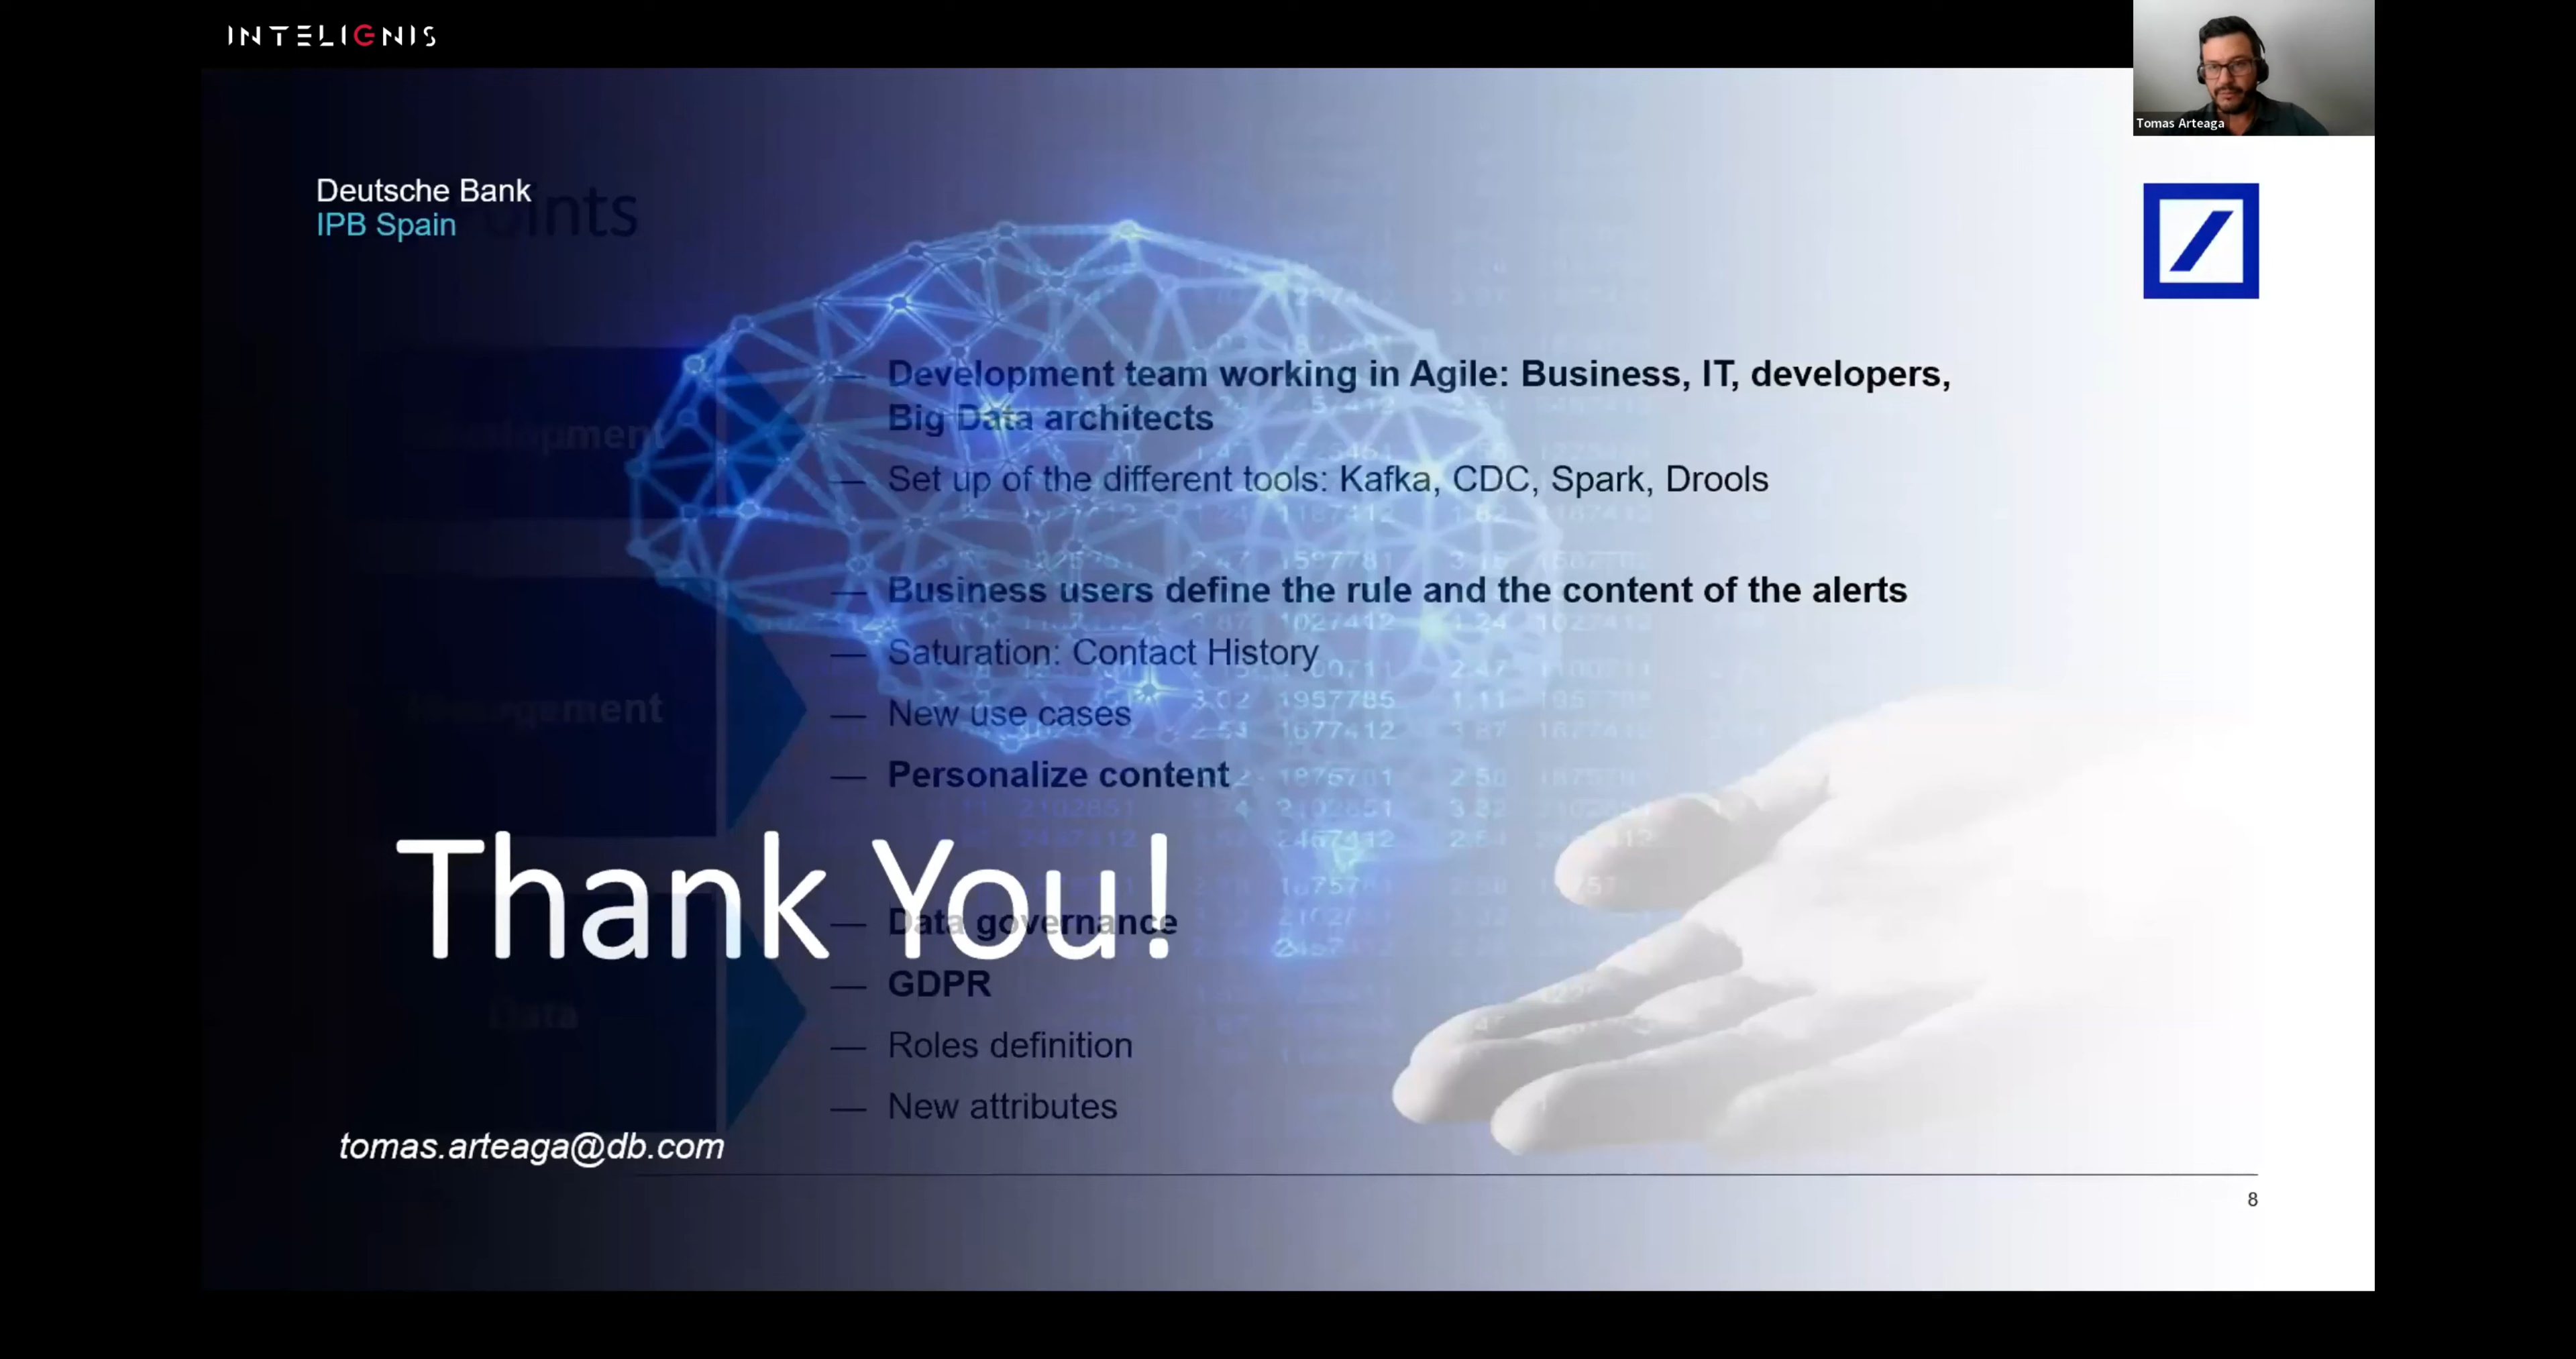 INTELIGNIS
Tomas Arteaga
Deutsche Bank
IPB Spain
Development team working in Agile: Business, IT, developers,
Big Data architects
Set up of the different tools: Kafka, CDC, Spark, Drools
Business users define the rule and the content of the alerts
Saturation: Contact History
Management
New use cases
Personalize content
Thank You!
Data governance
GDPR
Data
Roles definition
New attributes
tomas.arteaga@db.com
8